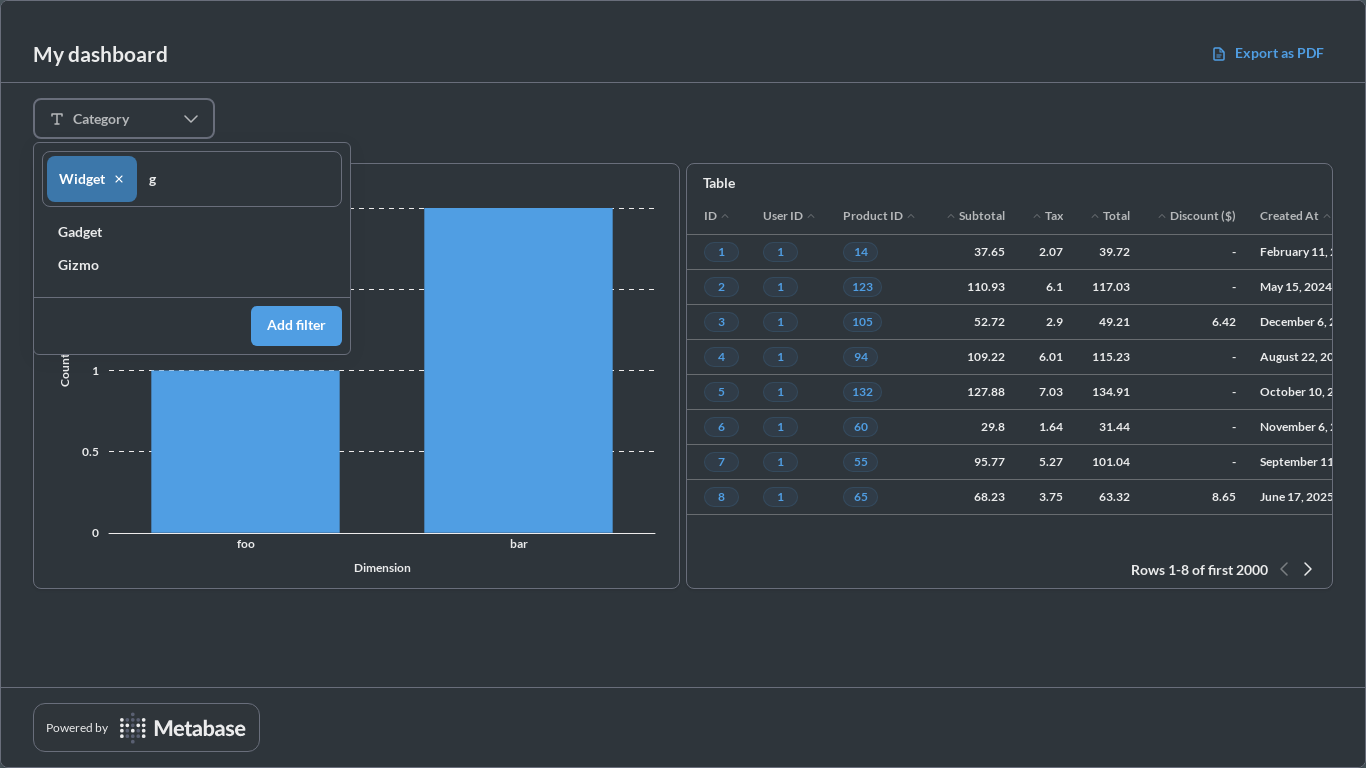 My dashboard
Export as PDF
Category
Widget
g
Gadget
Gizmo
Add filter
Count
1
0.5
0
foo
bar
Dimension
Table
ID User ID Product ID Subtotal Tax Total Discount ($) Created At
1 1 14 37.65 2.07 39.72 - February 11,
2 1 123 110.93 6.1 117.03 - May 15, 2024
3 1 105 52.72 2.9 49.21 6.42 December 6,
4 1 94 109.22 6.01 115.23 - August 22, 20
5 1 132 127.88 7.03 134.91 - October 10,
6 1 60 29.8 1.64 31.44 - November 6,
7 1 55 95.77 5.27 101.04 - September 11
8 1 65 68.23 3.75 63.32 8.65 June 17, 2025
Rows 1-8 of first 2000
Powered by Metabase